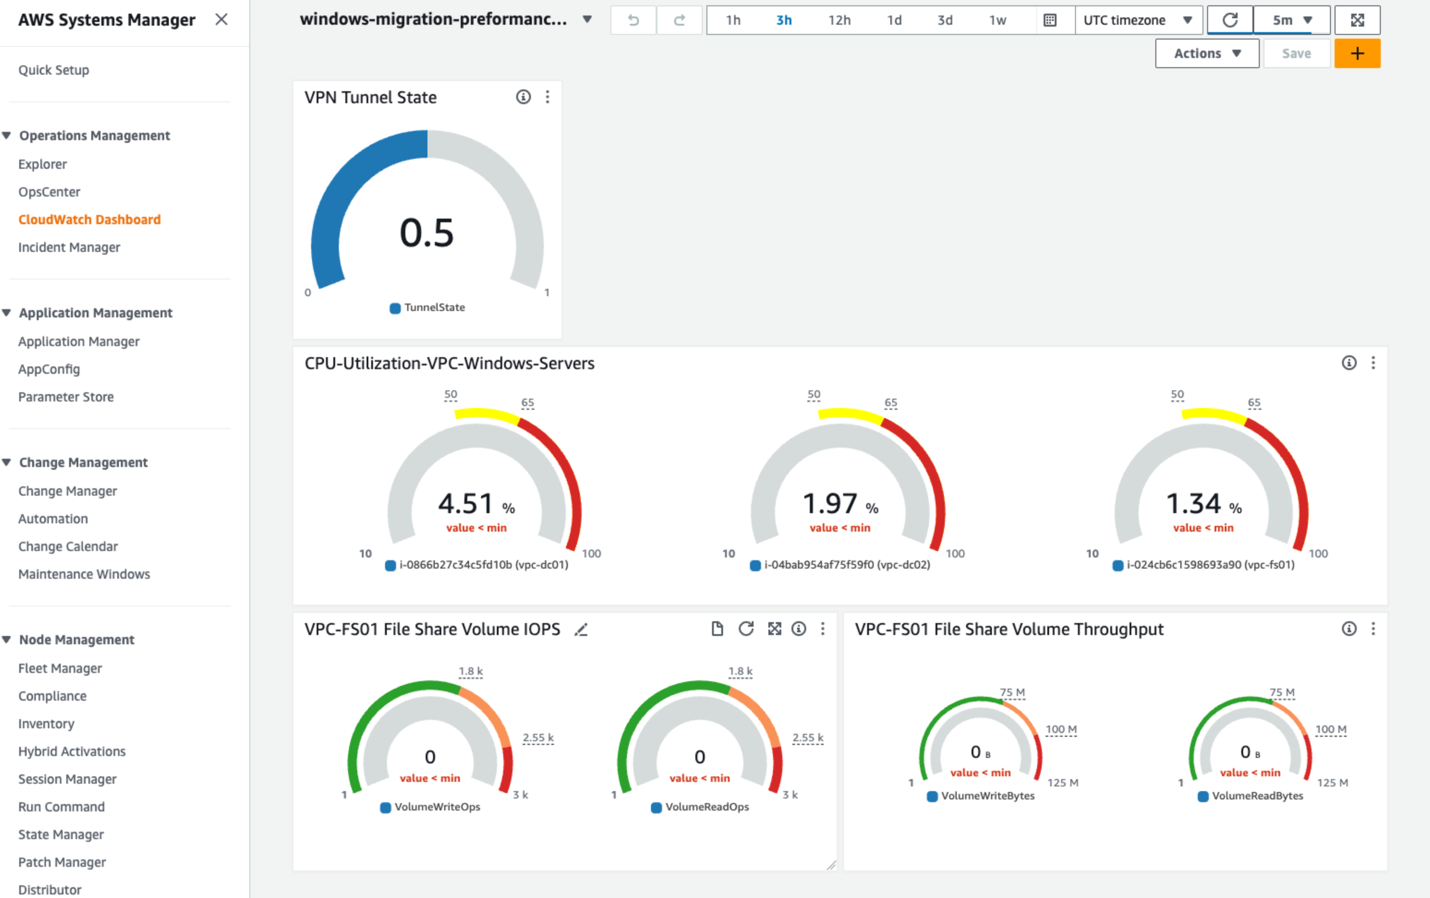 AWS Systems Manager
Quick Setup
Operations Management
Explorer
OpsCenter
CloudWatch Dashboard
Incident Manager
Application Management
Application Manager
AppConfig
Parameter Store
Change Management
Change Manager
Automation
Change Calendar
Maintenance Windows
Node Management
Fleet Manager
Compliance
Inventory
Hybrid Activations
Session Manager
Run Command
State Manager
Patch Manager
Distributor
windows-migration-preformanc...
1h 3h 12h 1d 3d 1w UTC timezone 5m
Actions Save +
VPN Tunnel State
0.5
0 1
TunnelState
CPU-Utilization-VPC-Windows-Servers
50 65
4.51 %
value < min
10 100
i-0866b27c34c5fd10b (vpc-dc01)
50 65
1.97 %
value < min
10 100
i-04bab954af75f59f0 (vpc-dc02)
50 65
1.34 %
value < min
10 100
i-024cb6c1598693a90 (vpc-fs01)
VPC-FS01 File Share Volume IOPS
1.8 k
2.55 k
0
value < min
1 3 k
VolumeWriteOps
1.8 k
2.55 k
0
value < min
1 3 k
VolumeReadOps
VPC-FS01 File Share Volume Throughput
75 M
100 M
0 B
value < min
1 125 M
VolumeWriteBytes
75 M
100 M
0 B
value < min
1 125 M
VolumeReadBytes